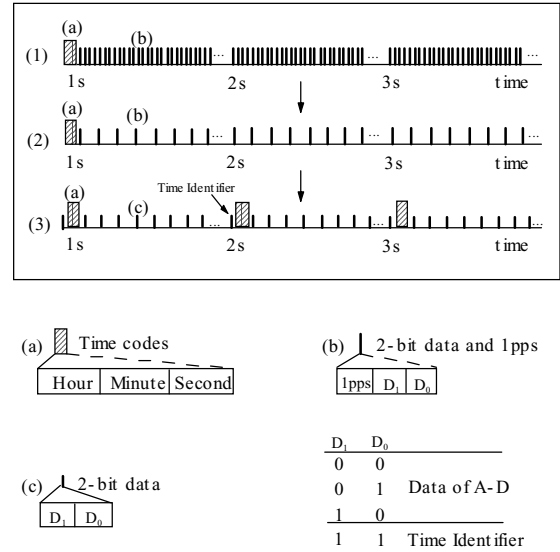 (a)
(b)
(1)
...
...
...
1s
2s
3s
time
(a)
(b)
(2)
...
...
...
1s
2s
3s
time
(a)
(c)
Time Identifier
(3)
...
...
...
1s
2s
3s
time
(a)
Time codes
Hour
Minute
Second
(b)
2-bit data and 1pps
1pps
D1
D0
(c)
2-bit data
D1
D0
D1 D0
0 0
0 1 Data of A-D
1 0
1 1 Time Identifier